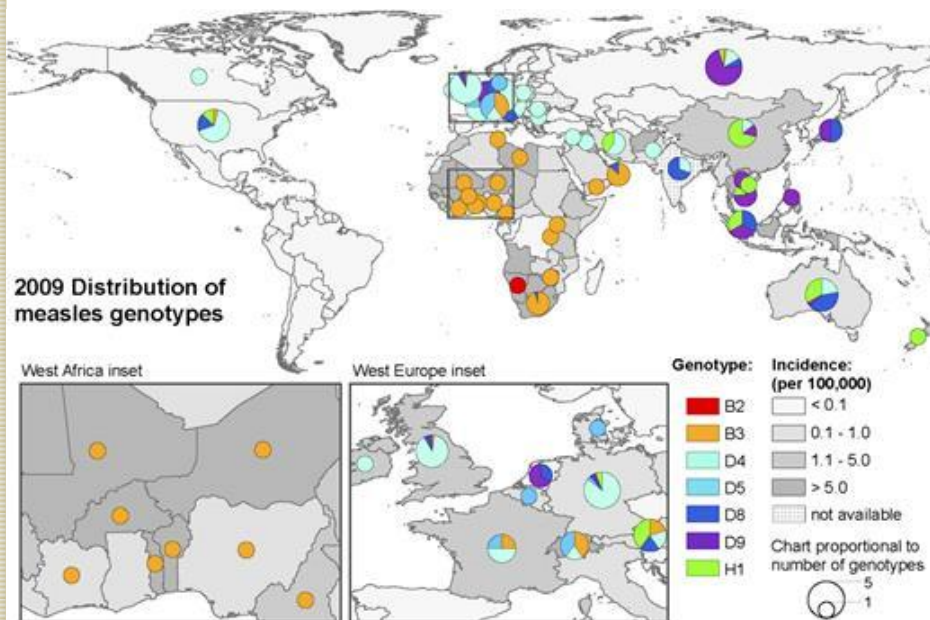 2009 Distribution of
measles genotypes
West Africa inset
West Europe inset
Genotype:
B2
B3
D4
D5
D8
D9
H1
Incidence:
(per 100,000)
< 0.1
0.1 - 1.0
1.1 - 5.0
> 5.0
not available
Chart proportional to
number of genotypes
5
1